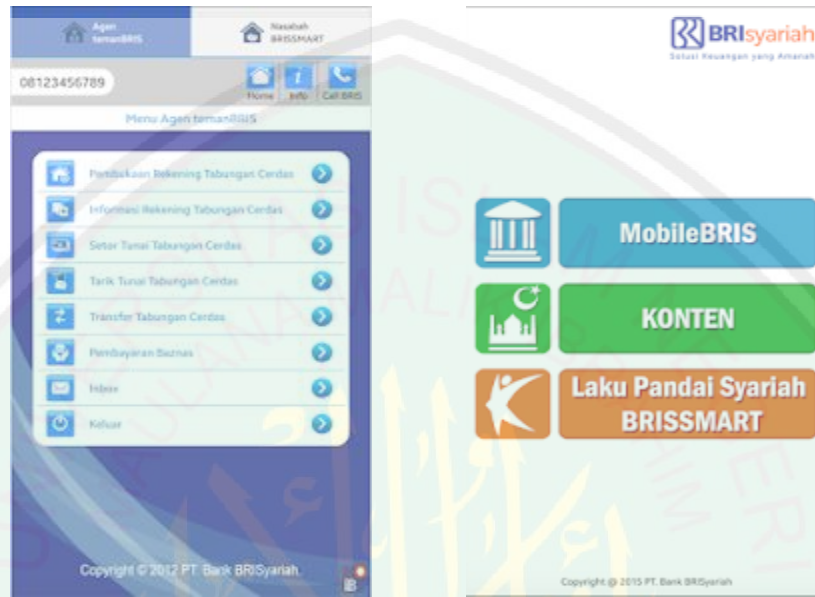 Agen
temanBRIS
Nasabah
BRISSMART
08123456789
Home
Info
Call BRIS
Menu Agen temanBRIS
Pembukaan Rekening Tabungan Cerdas
Informasi Rekening Tabungan Cerdas
Setor Tunai Tabungan Cerdas
Tarik Tunai Tabungan Cerdas
Transfer Tabungan Cerdas
Pembayaran Baznas
Inbox
Keluar
Copyright © 2012 PT. Bank BRISyariah.
BRIsyariah
Solusi Keuangan yang Amanah
MobileBRIS
KONTEN
Laku Pandai Syariah
BRISSMART
Copyright @ 2015 PT. Bank BRISyariah